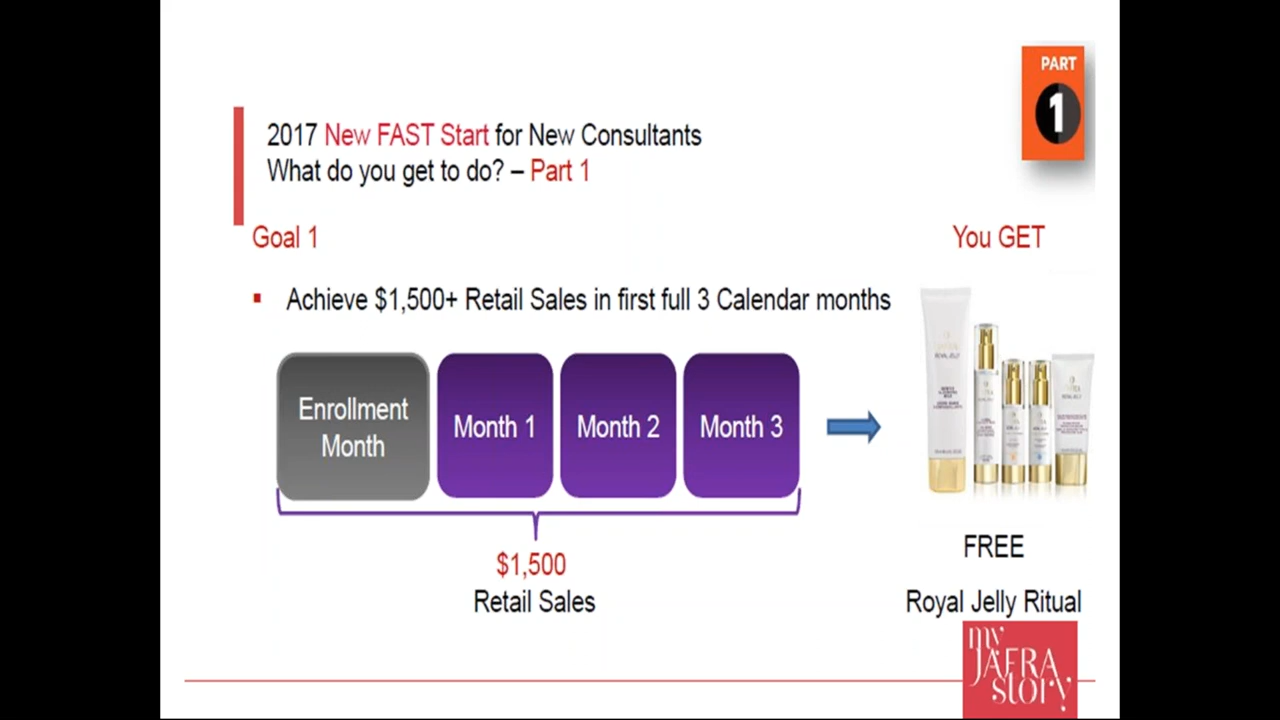 PART
1
2017 New FAST Start for New Consultants
What do you get to do? – Part 1
Goal 1
You GET
▪ Achieve $1,500+ Retail Sales in first full 3 Calendar months
Enrollment
Month
Month 1
Month 2
Month 3
$1,500
Retail Sales
ROYAL JELLY
FREE
Royal Jelly Ritual
my
JAFRA
story